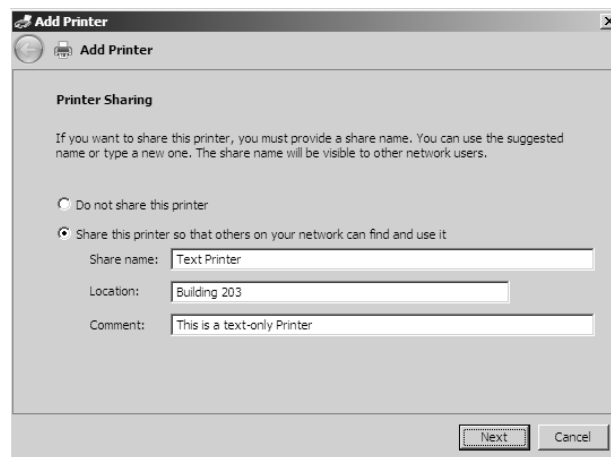 Add Printer
Add Printer
Printer Sharing
If you want to share this printer, you must provide a share name. You can use the suggested
name or type a new one. The share name will be visible to other network users.
Do not share this printer
Share this printer so that others on your network can find and use it
Share name: Text Printer
Location: Building 203
Comment: This is a text-only Printer
Next Cancel